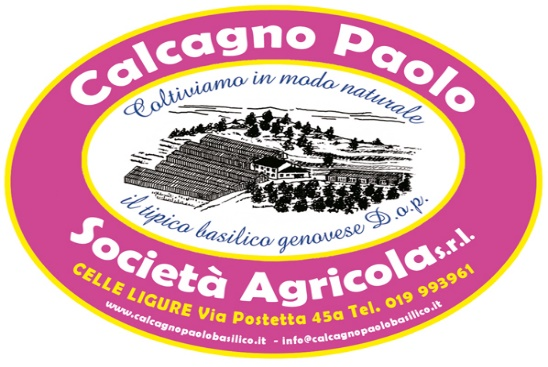 Calcagno Paolo
Coltiviamo in modo naturale
il tipico basilico genovese D.o.p.
Società Agricola s.r.l.
CELLE LIGURE Via Postetta 45a Tel. 019 993961
www.calcagnopaolobasilico.it - info@calcagnopaolobasilico.it